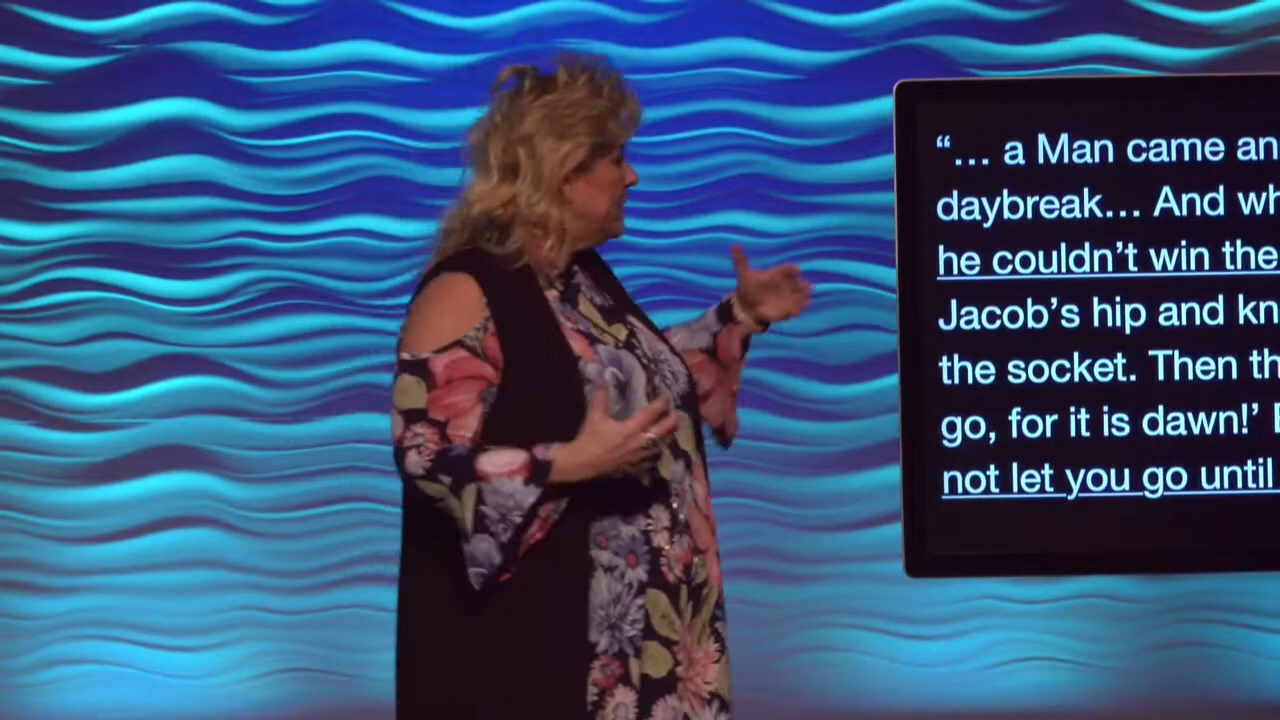 “… a Man came an
daybreak… And wh
he couldn’t win the
Jacob’s hip and kn
the socket. Then th
go, for it is dawn!’
not let you go until